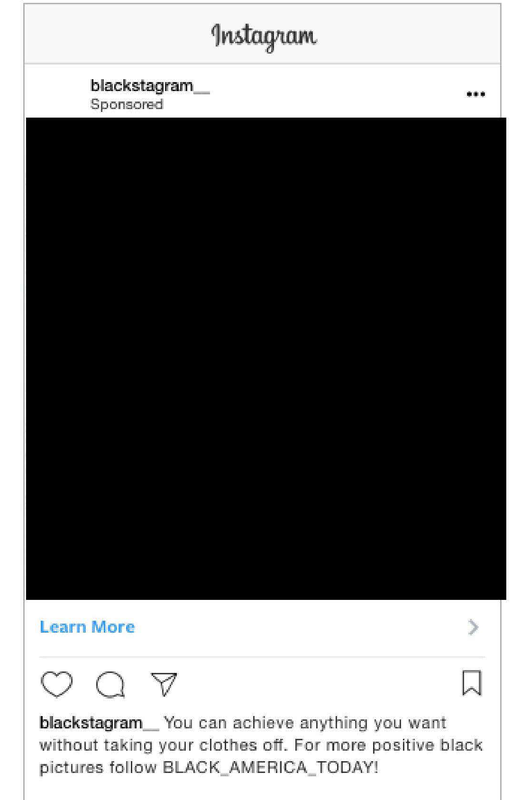 Instagram
blackstagram__
Sponsored
Learn More
blackstagram__ You can achieve anything you want
without taking your clothes off. For more positive black
pictures follow BLACK_AMERICA_TODAY!